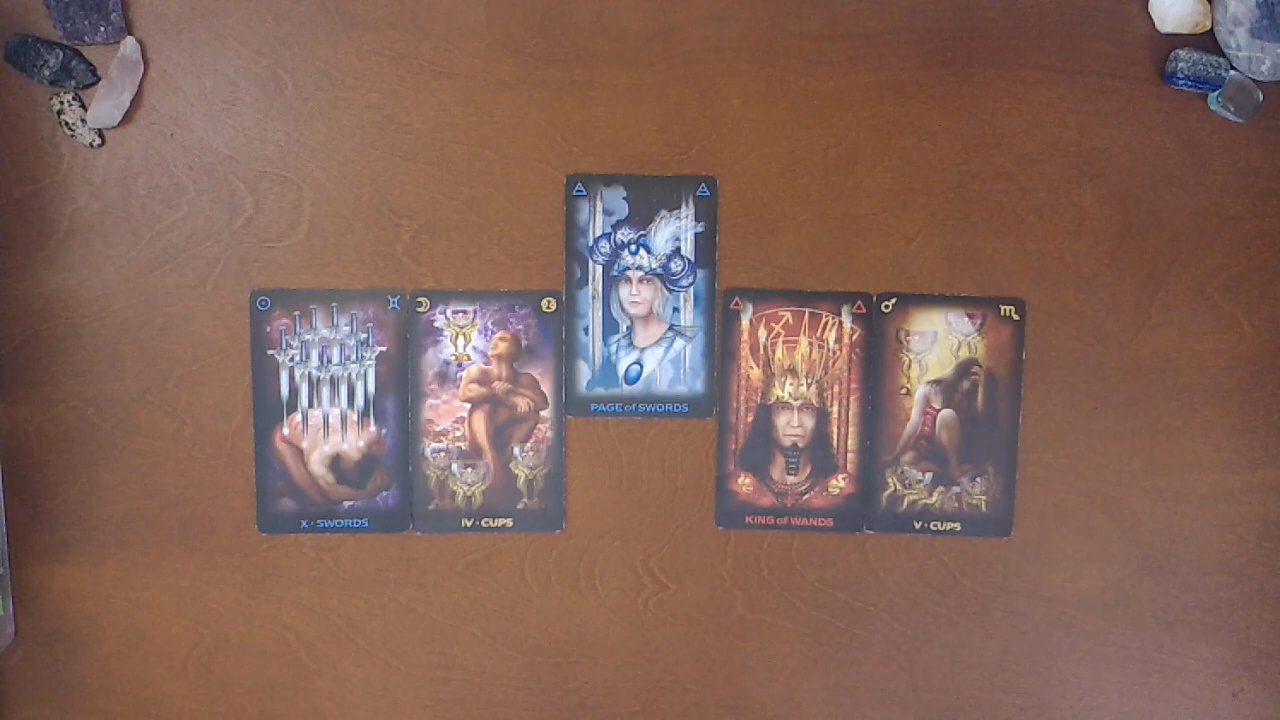 X • SWORDS
IV • CUPS
PAGE of SWORDS
KING of WANDS
V • CUPS